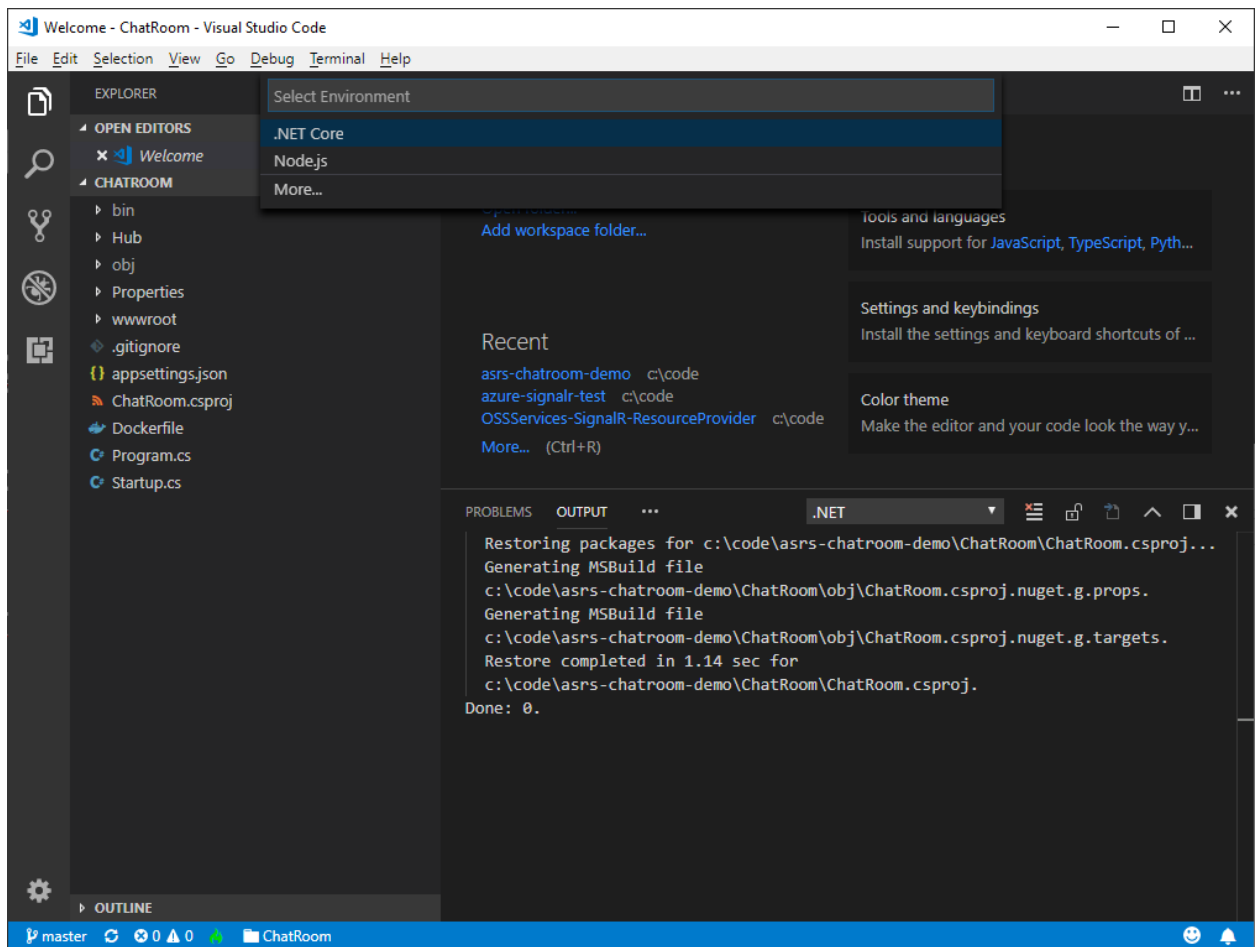 Welcome - ChatRoom - Visual Studio Code
File Edit Selection View Go Debug Terminal Help
EXPLORER
Select Environment
.NET Core
Node.js
More...
OPEN EDITORS
Welcome
CHATROOM
bin
Hub
obj
Properties
wwwroot
.gitignore
{} appsettings.json
ChatRoom.csproj
Dockerfile
C# Program.cs
C# Startup.cs
OUTLINE
Open folder...
Add workspace folder...
Recent
asrs-chatroom-demo c:\code
azure-signalr-test c:\code
OSSServices-SignalR-ResourceProvider c:\code
More... (Ctrl+R)
Tools and languages
Install support for JavaScript, TypeScript, Pyth...
Settings and keybindings
Install the settings and keyboard shortcuts of ...
Color theme
Make the editor and your code look the way y...
PROBLEMS OUTPUT ... .NET
Restoring packages for c:\code\asrs-chatroom-demo\ChatRoom\ChatRoom.csproj...
Generating MSBuild file
c:\code\asrs-chatroom-demo\ChatRoom\obj\ChatRoom.csproj.nuget.g.props.
Generating MSBuild file
c:\code\asrs-chatroom-demo\ChatRoom\obj\ChatRoom.csproj.nuget.g.targets.
Restore completed in 1.14 sec for
c:\code\asrs-chatroom-demo\ChatRoom\ChatRoom.csproj.
Done: 0.
master 0 0 ChatRoom